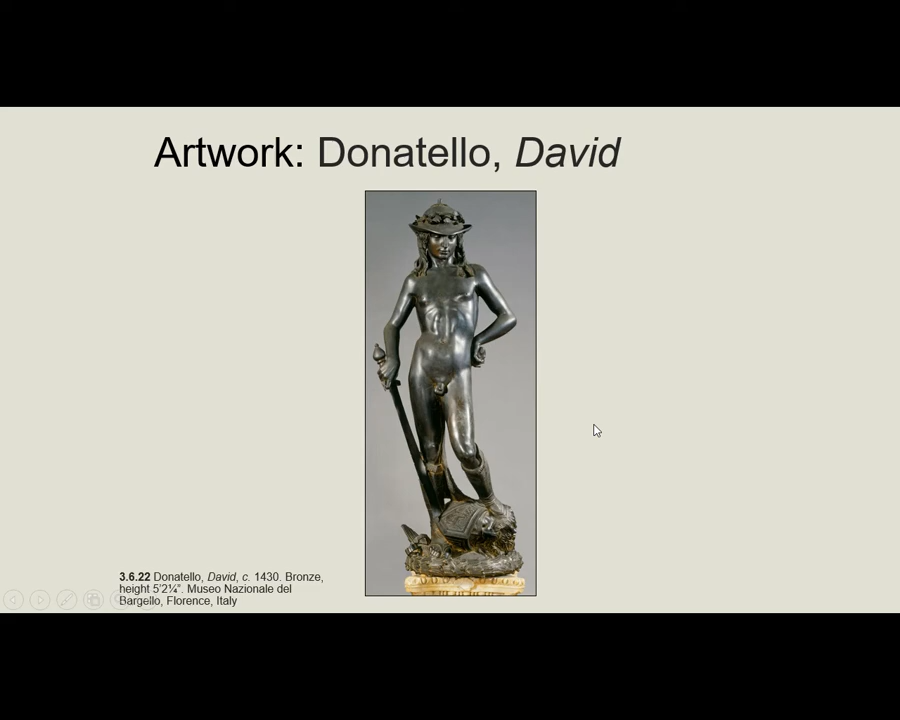 Artwork: Donatello, David
3.6.22 Donatello, David, c. 1430. Bronze,
height 5'2¼". Museo Nazionale del
Bargello, Florence, Italy